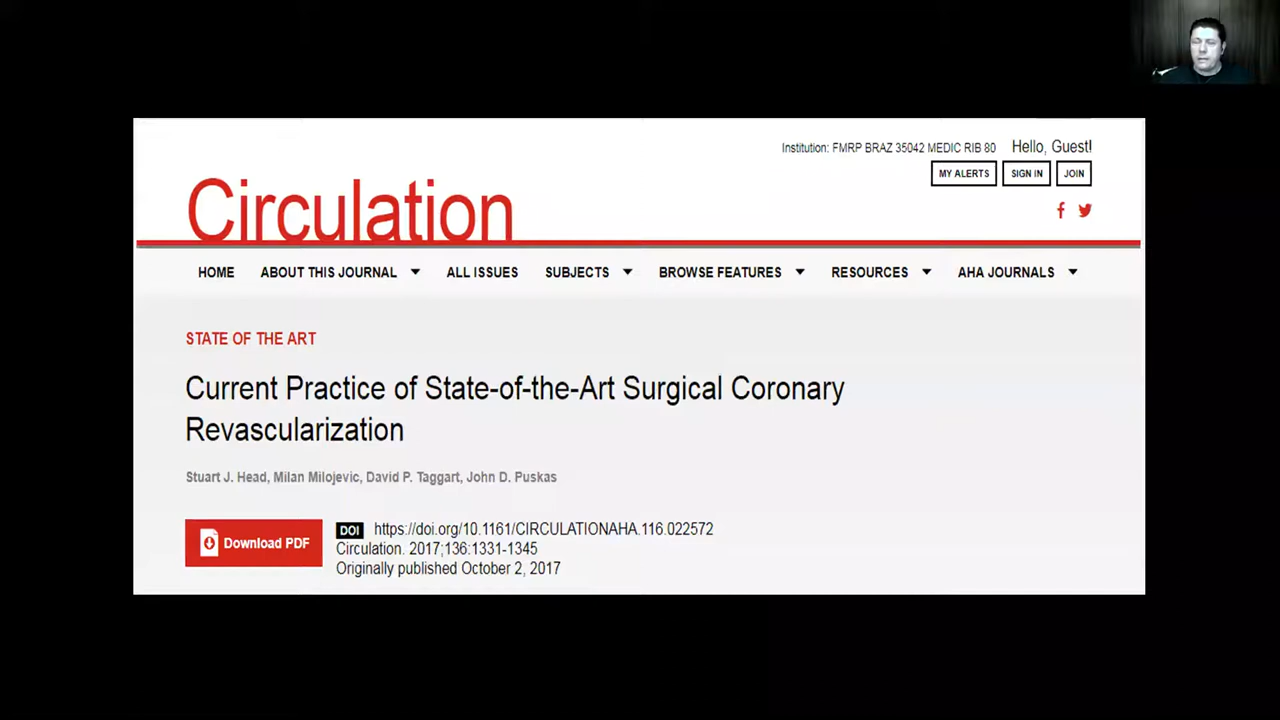 Institution: FMRP BRAZ 35042 MEDIC RIB 80 Hello, Guest!
MY ALERTS SIGN IN JOIN
Circulation
HOME ABOUT THIS JOURNAL ALL ISSUES SUBJECTS BROWSE FEATURES RESOURCES AHA JOURNALS
STATE OF THE ART
Current Practice of State-of-the-Art Surgical Coronary
Revascularization
Stuart J. Head, Milan Milojevic, David P. Taggart, John D. Puskas
Download PDF
DOI https://doi.org/10.1161/CIRCULATIONAHA.116.022572
Circulation. 2017;136:1331-1345
Originally published October 2, 2017